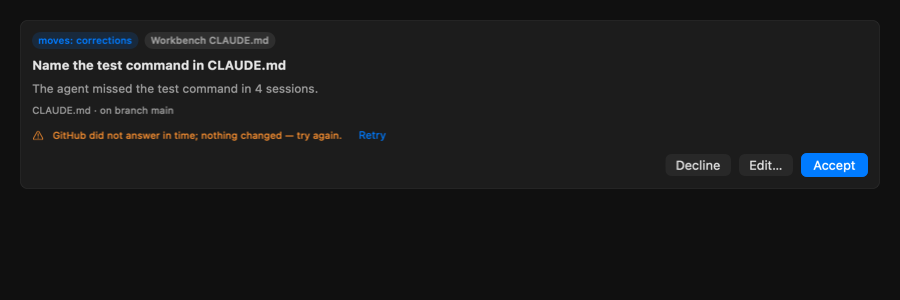 moves: corrections Workbench CLAUDE.md
Name the test command in CLAUDE.md
The agent missed the test command in 4 sessions.
CLAUDE.md · on branch main
GitHub did not answer in time; nothing changed — try again. Retry
Decline Edit... Accept